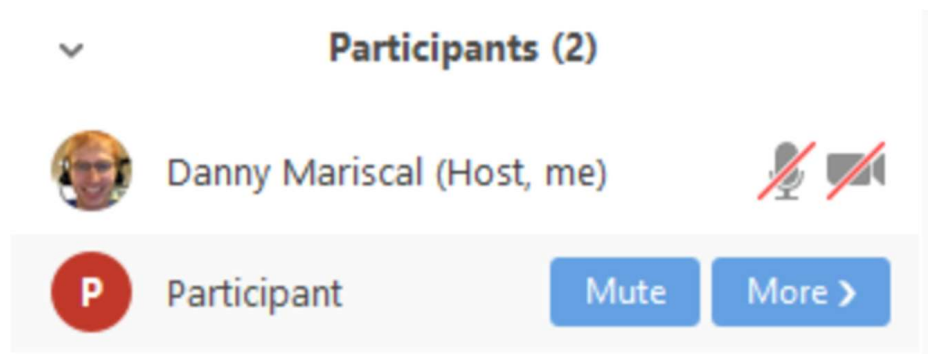 Participants (2)
Danny Mariscal (Host, me)
P Participant Mute More ❯